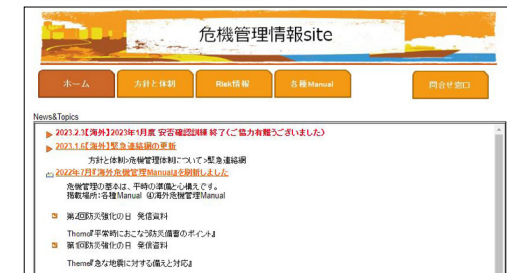 危機管理情報site
ホーム
方針と体制
Risk情報
各種Manual
問合せ窓口
News&Topics
2023.2.3【海外】2023年1月度 安否確認訓練 終了(ご協力有難うございました)
2023.1.6【海外】緊急連絡網の更新
方針と体制>危機管理体制について>緊急連絡網
2022年7月『海外危機管理Manual』を刷新しました
危機管理の基本は、平時の準備と心構えです。
掲載場所:各種Manual ④海外危機管理Manual
第2回防災強化の日 発信資料
Theme『平常時におこなう防災備蓄のポイント』
第1回防災強化の日 発信資料
Theme『急な地震に対する備えと対応』